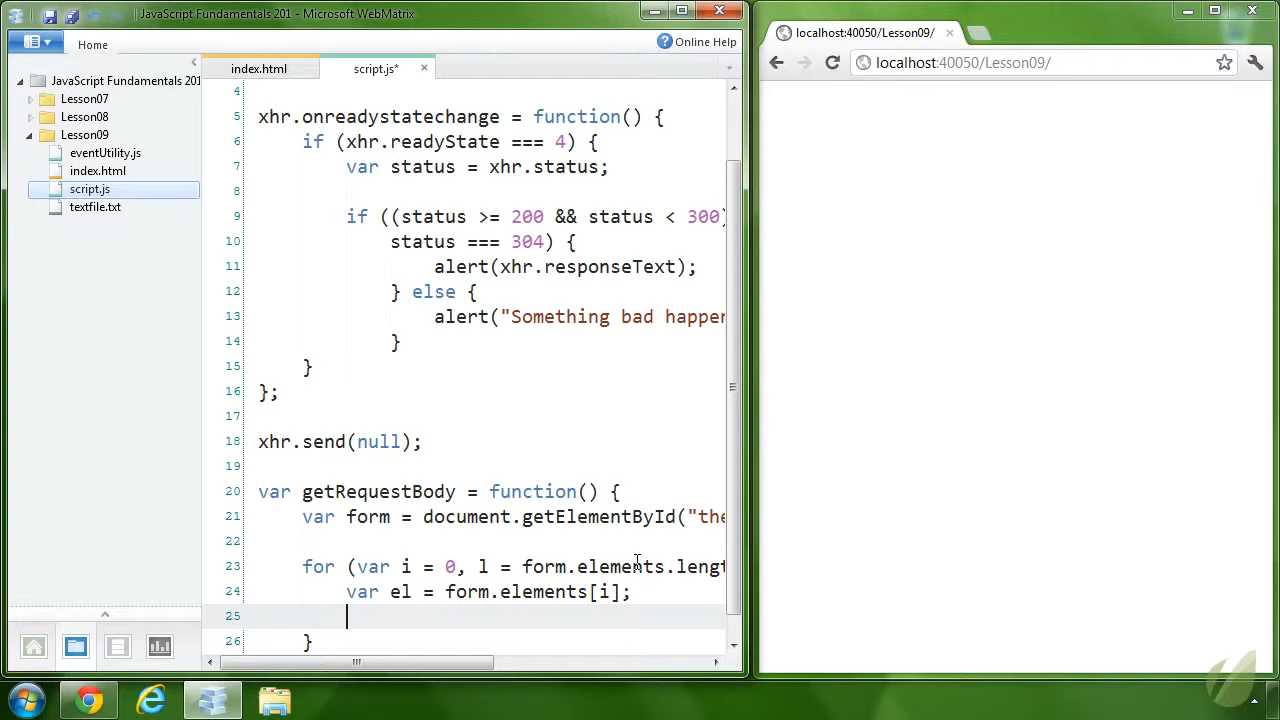 JavaScript Fundamentals 201 - Microsoft WebMatrix
Home
Online Help
JavaScript Fundamentals 201
Lesson07
Lesson08
Lesson09
eventUtility.js
index.html
script.js
textfile.txt
index.html
script.js*
4
5 xhr.onreadystatechange = function() {
6 if (xhr.readyState === 4) {
7 var status = xhr.status;
8
9 if ((status >= 200 && status < 300)
10 status === 304) {
11 alert(xhr.responseText);
12 } else {
13 alert("Something bad happen
14 }
15 }
16 };
17
18 xhr.send(null);
19
20 var getRequestBody = function() {
21 var form = document.getElementById("the
22
23 for (var i = 0, l = form.elements.lengt
24 var el = form.elements[i];
25
26 }
localhost:40050/Lesson09/
localhost:40050/Lesson09/